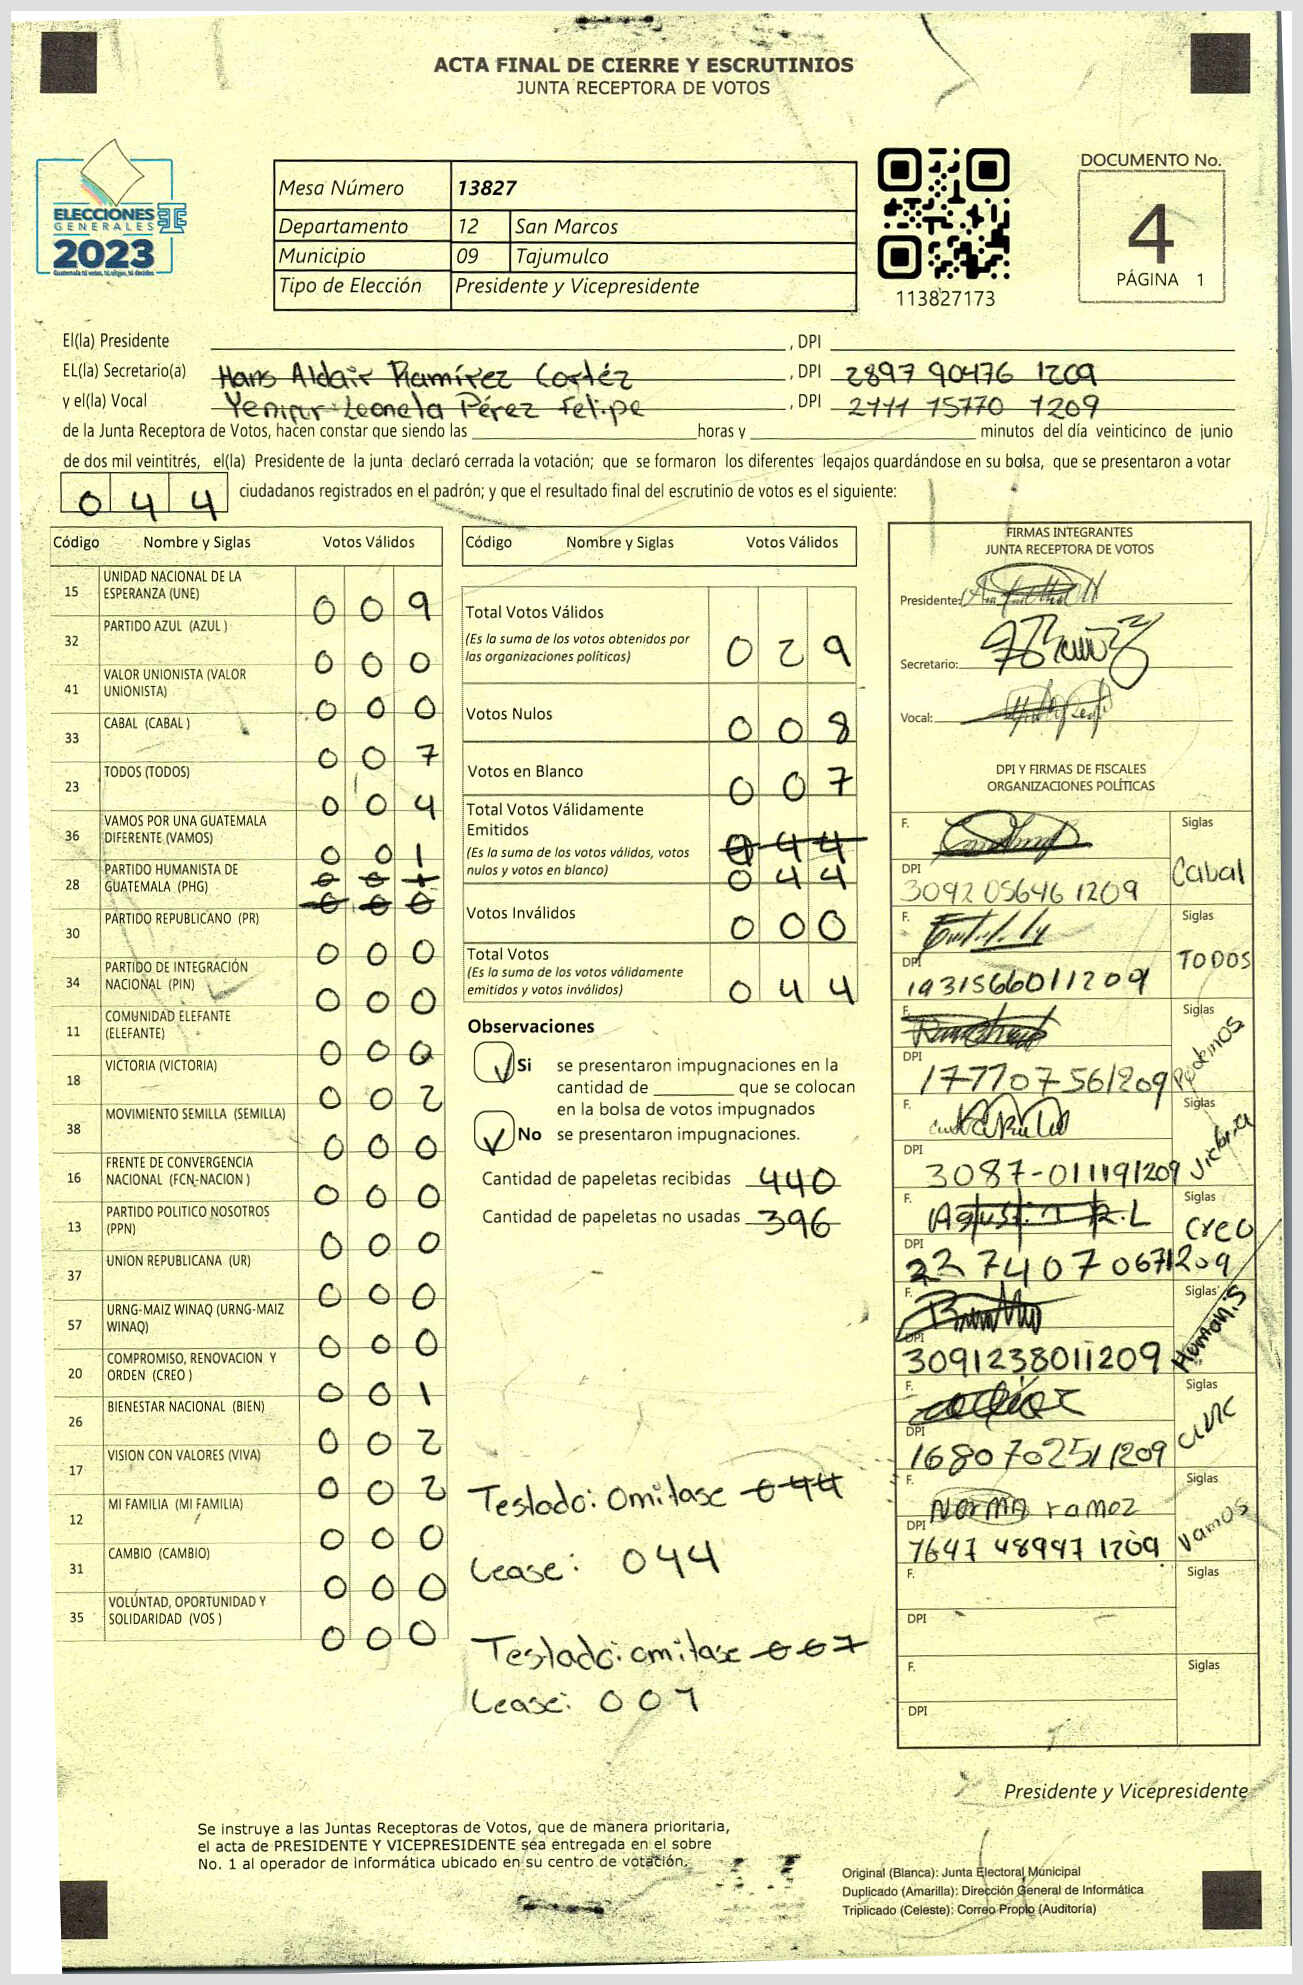 ACTA FINAL DE CIERRE Y ESCRUTINIOS
JUNTA RECEPTORA DE VOTOS
ELECCIONES
GENERALES
2023
Guatemala tú votas, tú eliges, tú decides
Mesa Número 13827
Departamento 12 San Marcos
Municipio 09 Tajumulco
Tipo de Elección Presidente y Vicepresidente
113827173
DOCUMENTO No.
4
PÁGINA 1
El(la) Presidente , DPI
EL(la) Secretario(a) Hans Aldair Ramírez Cortéz , DPI 2897 90476 1209
y el(la) Vocal Yenifer Leonela Pérez Felipe , DPI 2111 15770 1209
de la Junta Receptora de Votos, hacen constar que siendo las horas y minutos del día veinticinco de junio
de dos mil veintitrés, el(la) Presidente de la junta declaró cerrada la votación; que se formaron los diferentes legajos guardándose en su bolsa, que se presentaron a votar
044 ciudadanos registrados en el padrón; y que el resultado final del escrutinio de votos es el siguiente:
Código Nombre y Siglas Votos Válidos
15 UNIDAD NACIONAL DE LA ESPERANZA (UNE) 0 0 9
32 PARTIDO AZUL (AZUL ) 0 0 0
41 VALOR UNIONISTA (VALOR UNIONISTA) 0 0 0
33 CABAL (CABAL ) 0 0 7
23 TODOS (TODOS) 0 0 4
36 VAMOS POR UNA GUATEMALA DIFERENTE (VAMOS) 0 0 1
0 0 1
28 PARTIDO HUMANISTA DE GUATEMALA (PHG) 0 0 0
30 PARTIDO REPUBLICANO (PR) 0 0 0
34 PARTIDO DE INTEGRACIÓN NACIONAL (PIN) 0 0 0
11 COMUNIDAD ELEFANTE (ELEFANTE) 0 0 0
18 VICTORIA (VICTORIA) 0 0 2
38 MOVIMIENTO SEMILLA (SEMILLA) 0 0 0
16 FRENTE DE CONVERGENCIA NACIONAL (FCN-NACION ) 0 0 0
13 PARTIDO POLITICO NOSOTROS (PPN) 0 0 0
37 UNION REPUBLICANA (UR) 0 0 0
57 URNG-MAIZ WINAQ (URNG-MAIZ WINAQ) 0 0 0
20 COMPROMISO, RENOVACION Y ORDEN (CREO ) 0 0 1
26 BIENESTAR NACIONAL (BIEN) 0 0 2
17 VISION CON VALORES (VIVA) 0 0 2
12 MI FAMILIA (MI FAMILIA) 0 0 0
31 CAMBIO (CAMBIO) 0 0 0
35 VOLUNTAD, OPORTUNIDAD Y SOLIDARIDAD (VOS ) 0 0 0
Código Nombre y Siglas Votos Válidos
Total Votos Válidos 0 2 9
(Es la suma de los votos obtenidos por
las organizaciones políticas)
Votos Nulos 0 0 8
Votos en Blanco 0 0 7
Total Votos Válidamente
Emitidos 0 4 4
(Es la suma de los votos válidos, votos
nulos y votos en blanco) 0 4 4
Votos Inválidos 0 0 0
Total Votos
(Es la suma de los votos válidamente
emitidos y votos inválidos) 0 4 4
Observaciones
Si se presentaron impugnaciones en la
cantidad de que se colocan
en la bolsa de votos impugnados
No se presentaron impugnaciones.
Cantidad de papeletas recibidas 440
Cantidad de papeletas no usadas 396
Testado: Omitase 044
Lease: 044
Testado: omitase 007
Lease: 007
FIRMAS INTEGRANTES
JUNTA RECEPTORA DE VOTOS
Presidente:
Secretario:
Vocal:
DPI Y FIRMAS DE FISCALES
ORGANIZACIONES POLÍTICAS
F. Siglas
DPI 3092 05646 1209 Cabal
F. Siglas
DPI 1931566011209 TODOS
F. Siglas
DPI 1777075611209 Podemos
F. Siglas
DPI 3087-011191209 Victoria
F. Agustin R.L Siglas
DPI 2274070671209 Creo
F. Siglas
DPI 3091238011209
F. Siglas
DPI 1680702511209
F. Norma ramoz Siglas
DPI 1647 48997 1209 Vamos
F. Siglas
DPI
F. Siglas
DPI
Presidente y Vicepresidente
Se instruye a las Juntas Receptoras de Votos, que de manera prioritaria,
el acta de PRESIDENTE Y VICEPRESIDENTE sea entregada en el sobre
No. 1 al operador de informática ubicado en su centro de votación.
Original (Blanca): Junta Electoral Municipal
Duplicado (Amarilla): Dirección General de Informática
Triplicado (Celeste): Correo Propio (Auditoría)